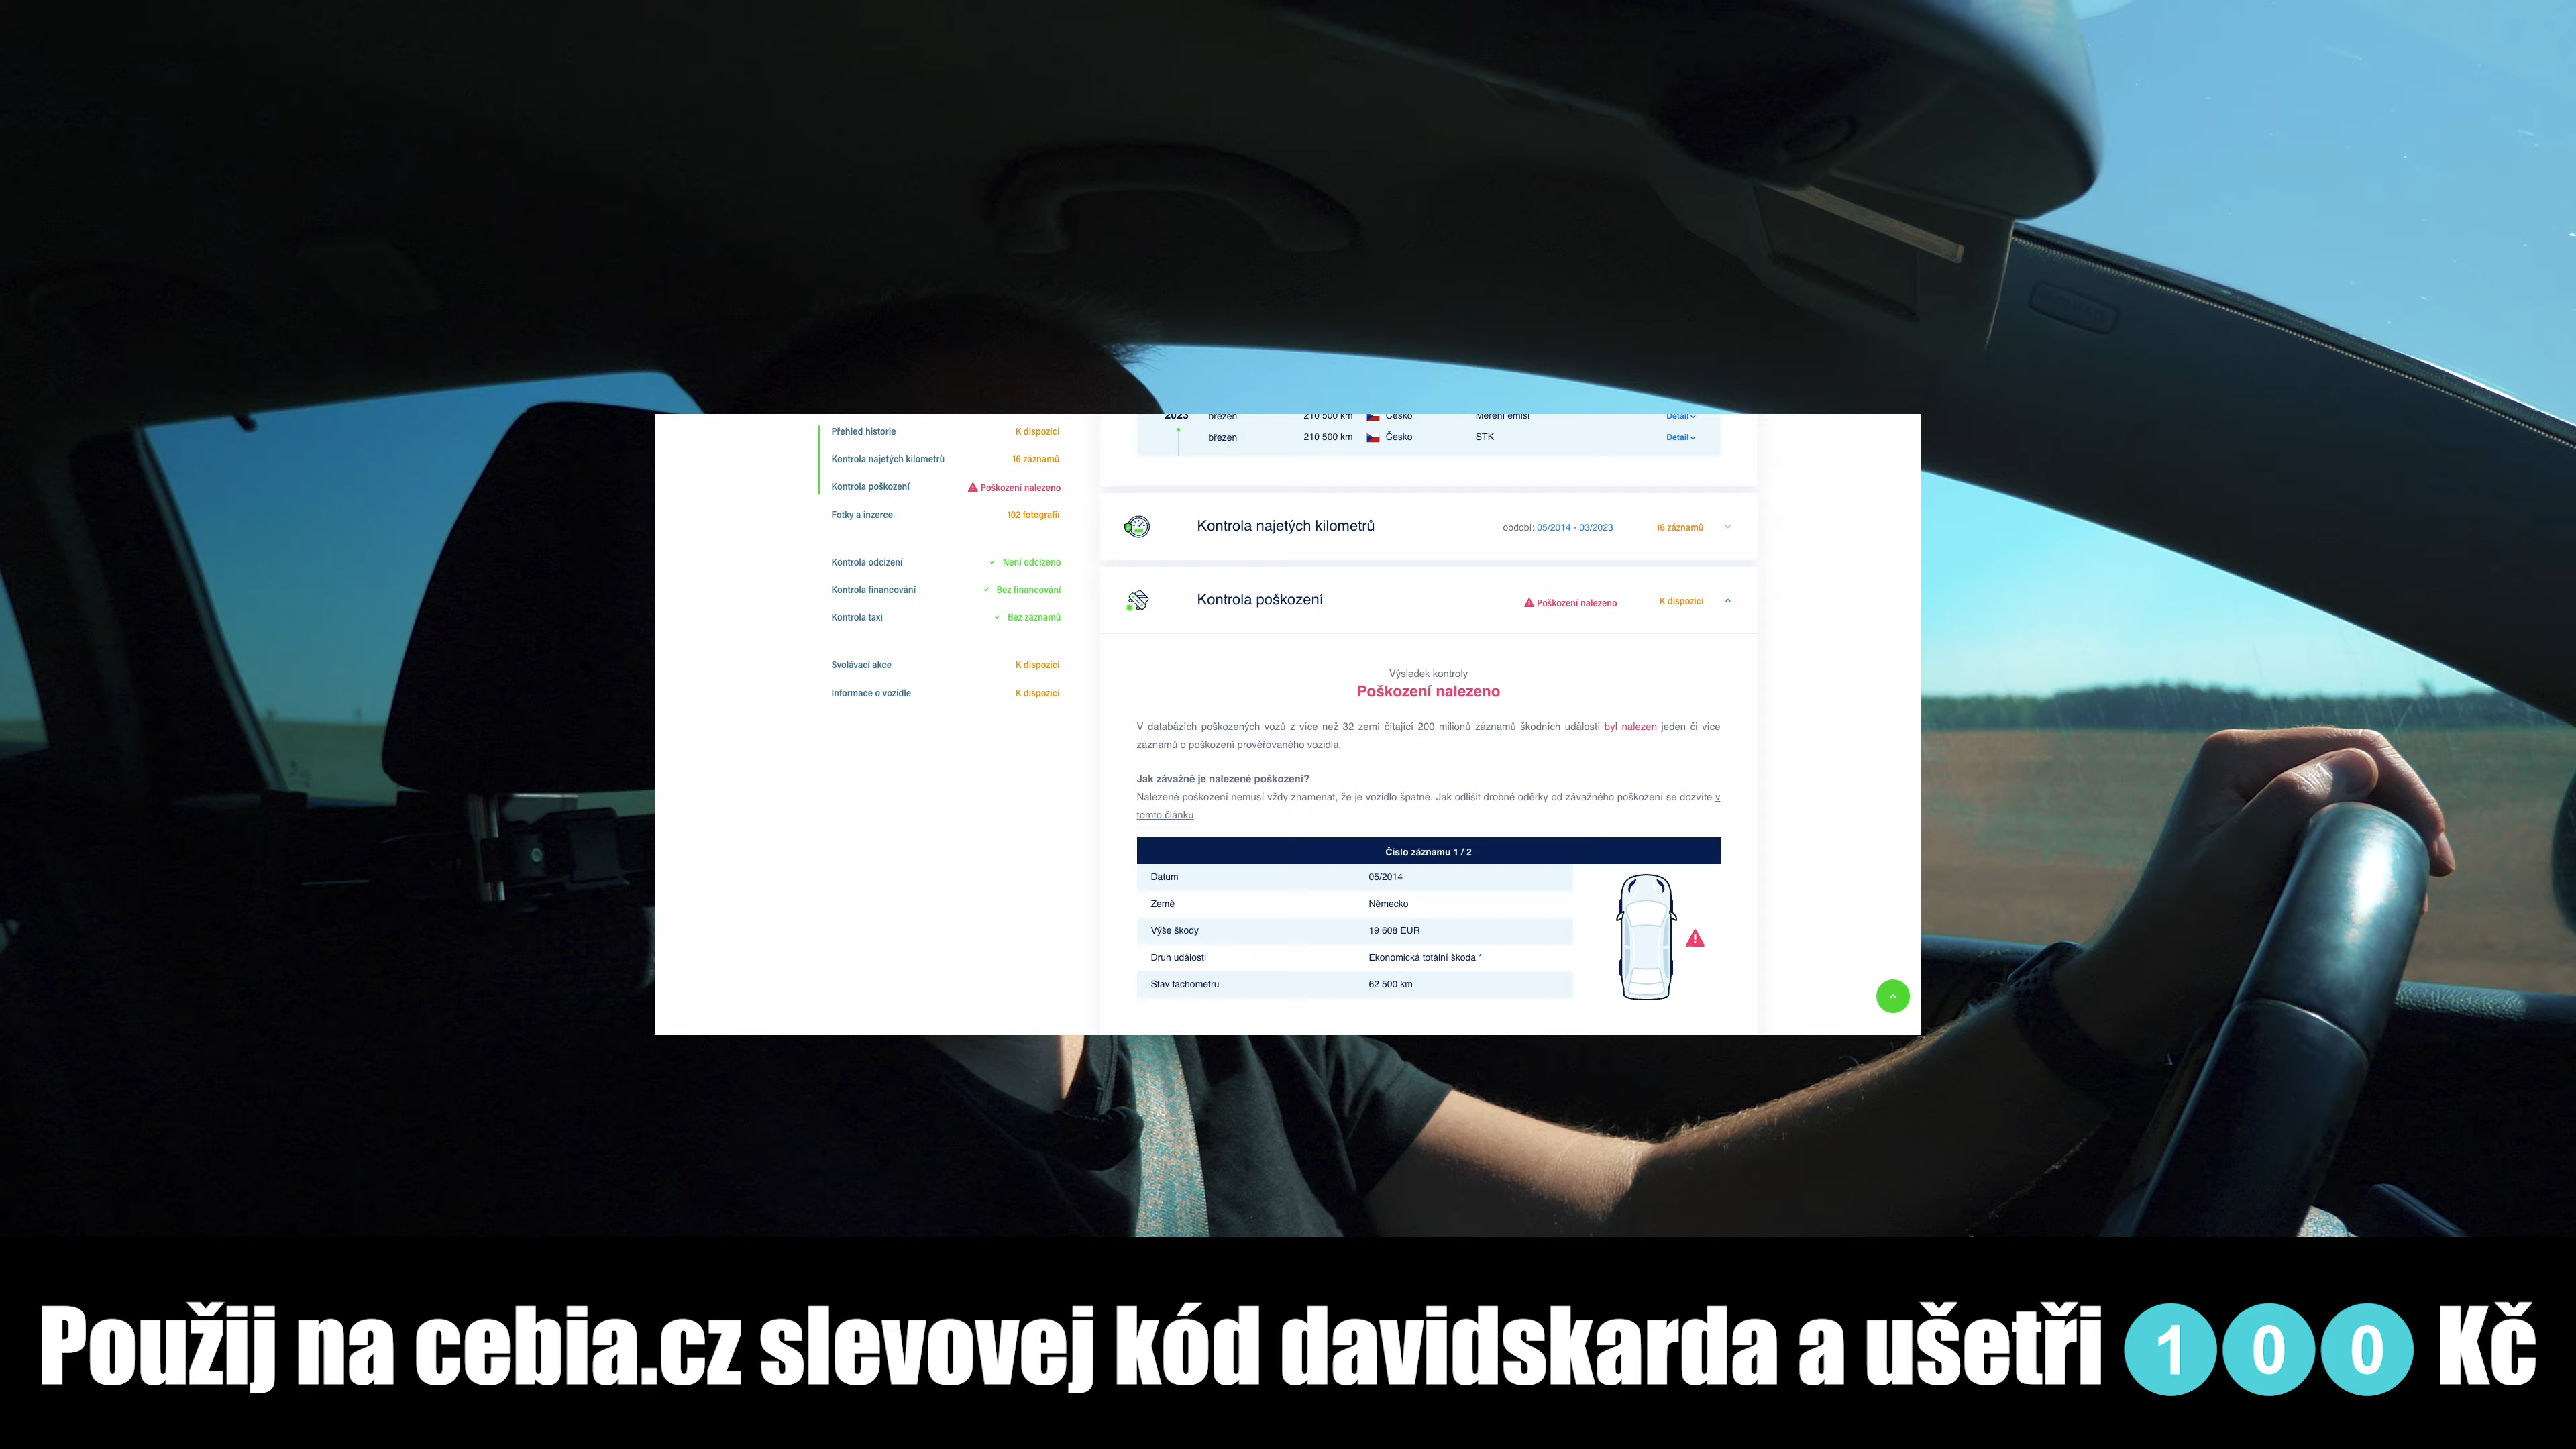 Přehled historie K dispozici
Kontrola najetých kilometrů 16 záznamů
Kontrola poškození Poškození nalezeno
Fotky a inzerce 102 fotografií
Kontrola odcizení Není odcizeno
Kontrola financování Bez financování
Kontrola taxi Bez záznamů
Svolávací akce K dispozici
Informace o vozidle K dispozici
2023 březen 210 500 km Česko Měření emisí Detail
březen 210 500 km Česko STK Detail
Kontrola najetých kilometrů období: 05/2014 - 03/2023 16 záznamů
Kontrola poškození Poškození nalezeno K dispozici
Výsledek kontroly
Poškození nalezeno
V databázích poškozených vozů z více než 32 zemí čítající 200 milionů záznamů škodních událostí byl nalezen jeden či více
záznamů o poškození prověřovaného vozidla.
Jak závažné je nalezené poškození?
Nalezené poškození nemusí vždy znamenat, že je vozidlo špatné. Jak odlišit drobné oděrky od závažného poškození se dozvíte v
tomto článku
Číslo záznamu 1 / 2
Datum 05/2014
Země Německo
Výše škody 19 608 EUR
Druh události Ekonomická totální škoda *
Stav tachometru 62 500 km
Použij na cebia.cz slevovej kód davidskarda a ušetři 100 Kč